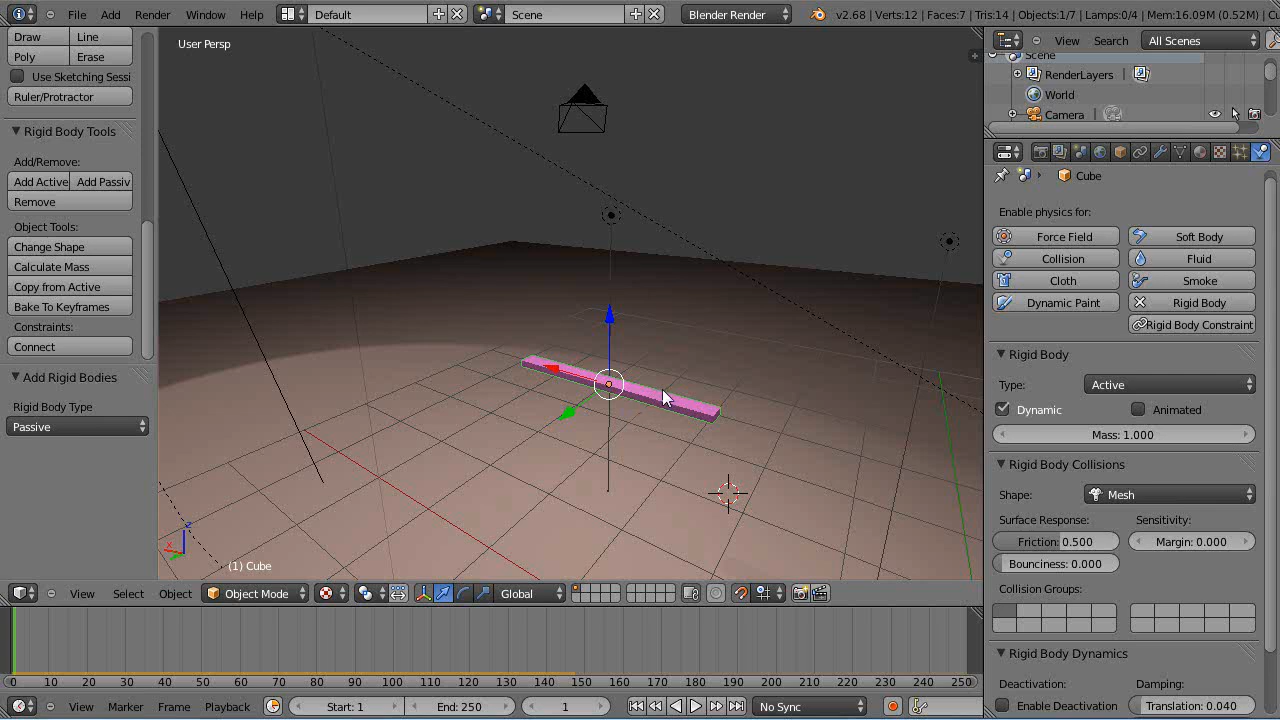 File Add Render Window Help Default Scene Blender Render v2.68 | Verts:12 | Faces:7 | Tris:14 | Objects:1/7 | Lamps:0/4 | Mem:16.09M (0.52M) | Cu
Draw Line
Poly Erase
Use Sketching Sessi
Ruler/Protractor
Rigid Body Tools
Add/Remove:
Add Active Add Passiv
Remove
Object Tools:
Change Shape
Calculate Mass
Copy from Active
Bake To Keyframes
Constraints:
Connect
Add Rigid Bodies
Rigid Body Type
Passive
User Persp
z
x
(1) Cube
View Select Object Object Mode Global
0 10 20 30 40 50 60 70 80 90 100 110 120 130 140 150 160 170 180 190 200 210 220 230 240 250
View Marker Frame Playback Start: 1 End: 250 1 No Sync
View Search All Scenes
Scene
RenderLayers |
World
Camera |
Cube
Enable physics for:
Force Field Soft Body
Collision Fluid
Cloth Smoke
Dynamic Paint Rigid Body
Rigid Body Constraint
Rigid Body
Type: Active
Dynamic Animated
Mass: 1.000
Rigid Body Collisions
Shape: Mesh
Surface Response: Sensitivity:
Friction: 0.500 Margin: 0.000
Bounciness: 0.000
Collision Groups:
Rigid Body Dynamics
Deactivation: Damping:
Enable Deactivation Translation: 0.040